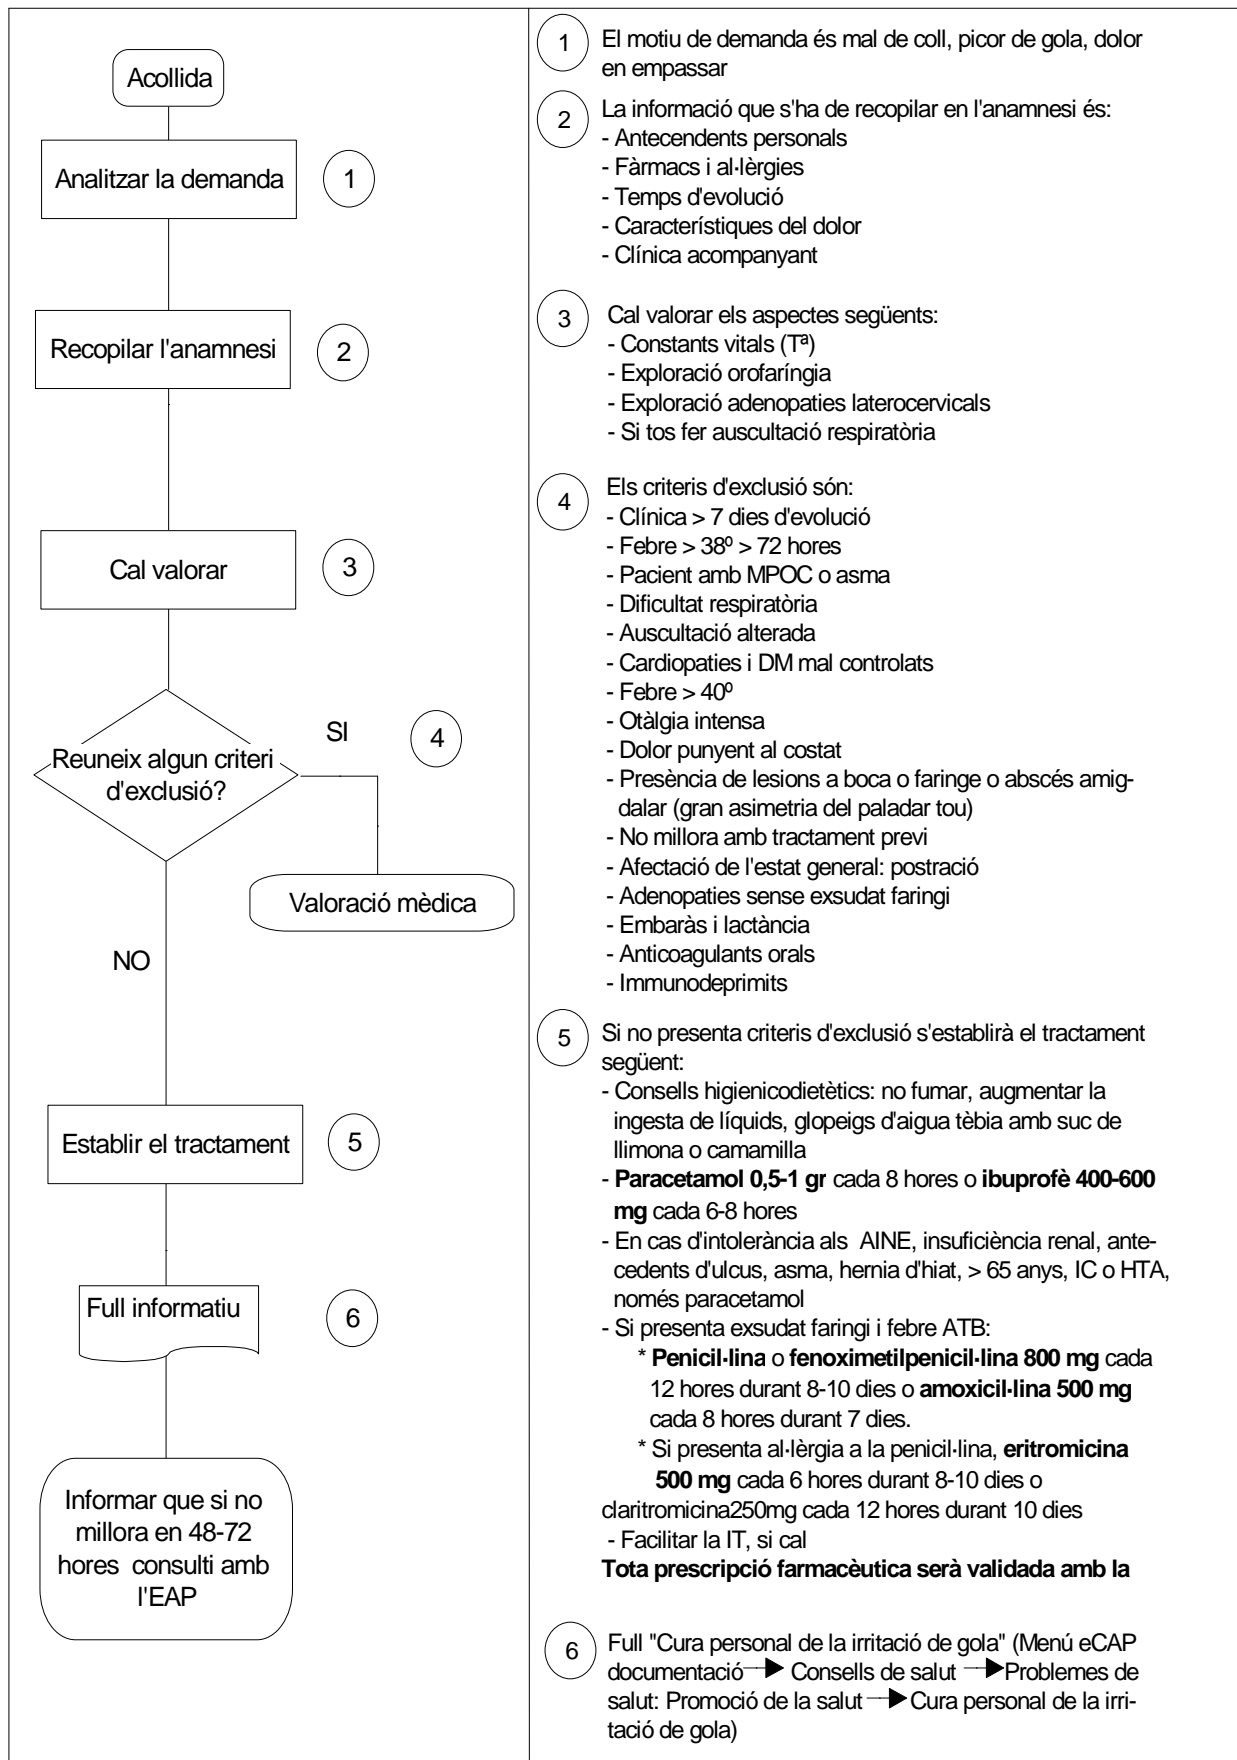 Acollida
Analitzar la demanda
1
Recopilar l'anamnesi
2
Cal valorar
3
Reuneix algun criteri
d'exclusió?
SI
4
Valoració mèdica
NO
Establir el tractament
5
Full informatiu
6
Informar que si no
millora en 48-72
hores consulti amb
l'EAP
1
El motiu de demanda és mal de coll, picor de gola, dolor
en empassar
2
La informació que s'ha de recopilar en l'anamnesi és:
- Antecendents personals
- Fàrmacs i al·lèrgies
- Temps d'evolució
- Característiques del dolor
- Clínica acompanyant
3
Cal valorar els aspectes següents:
- Constants vitals (Tª)
- Exploració orofaríngia
- Exploració adenopaties laterocervicals
- Si tos fer auscultació respiratòria
4
Els criteris d'exclusió són:
- Clínica > 7 dies d'evolució
- Febre > 38º > 72 hores
- Pacient amb MPOC o asma
- Dificultat respiratòria
- Auscultació alterada
- Cardiopaties i DM mal controlats
- Febre > 40º
- Otàlgia intensa
- Dolor punyent al costat
- Presència de lesions a boca o faringe o abscés amig-
dalar (gran asimetria del paladar tou)
- No millora amb tractament previ
- Afectació de l'estat general: postració
- Adenopaties sense exsudat faringi
- Embaràs i lactància
- Anticoagulants orals
- Immunodeprimits
5
Si no presenta criteris d'exclusió s'establirà el tractament
següent:
- Consells higienicodietètics: no fumar, augmentar la
ingesta de líquids, glopeigs d'aigua tèbia amb suc de
llimona o camamilla
- Paracetamol 0,5-1 gr cada 8 hores o ibuprofè 400-600
mg cada 6-8 hores
- En cas d'intolerància als AINE, insuficiència renal, ante-
cedents d'ulcus, asma, hernia d'hiat, > 65 anys, IC o HTA,
només paracetamol
- Si presenta exsudat faringi i febre ATB:
* Penicil·lina o fenoximetilpenicil·lina 800 mg cada
12 hores durant 8-10 dies o amoxicil·lina 500 mg
cada 8 hores durant 7 dies.
* Si presenta al·lèrgia a la penicil·lina, eritromicina
500 mg cada 6 hores durant 8-10 dies o
claritromicina250mg cada 12 hores durant 10 dies
- Facilitar la IT, si cal
Tota prescripció farmacèutica serà validada amb la
6
Full "Cura personal de la irritació de gola" (Menú eCAP
documentació Consells de salut Problemes de
salut: Promoció de la salut Cura personal de la irri-
tació de gola)